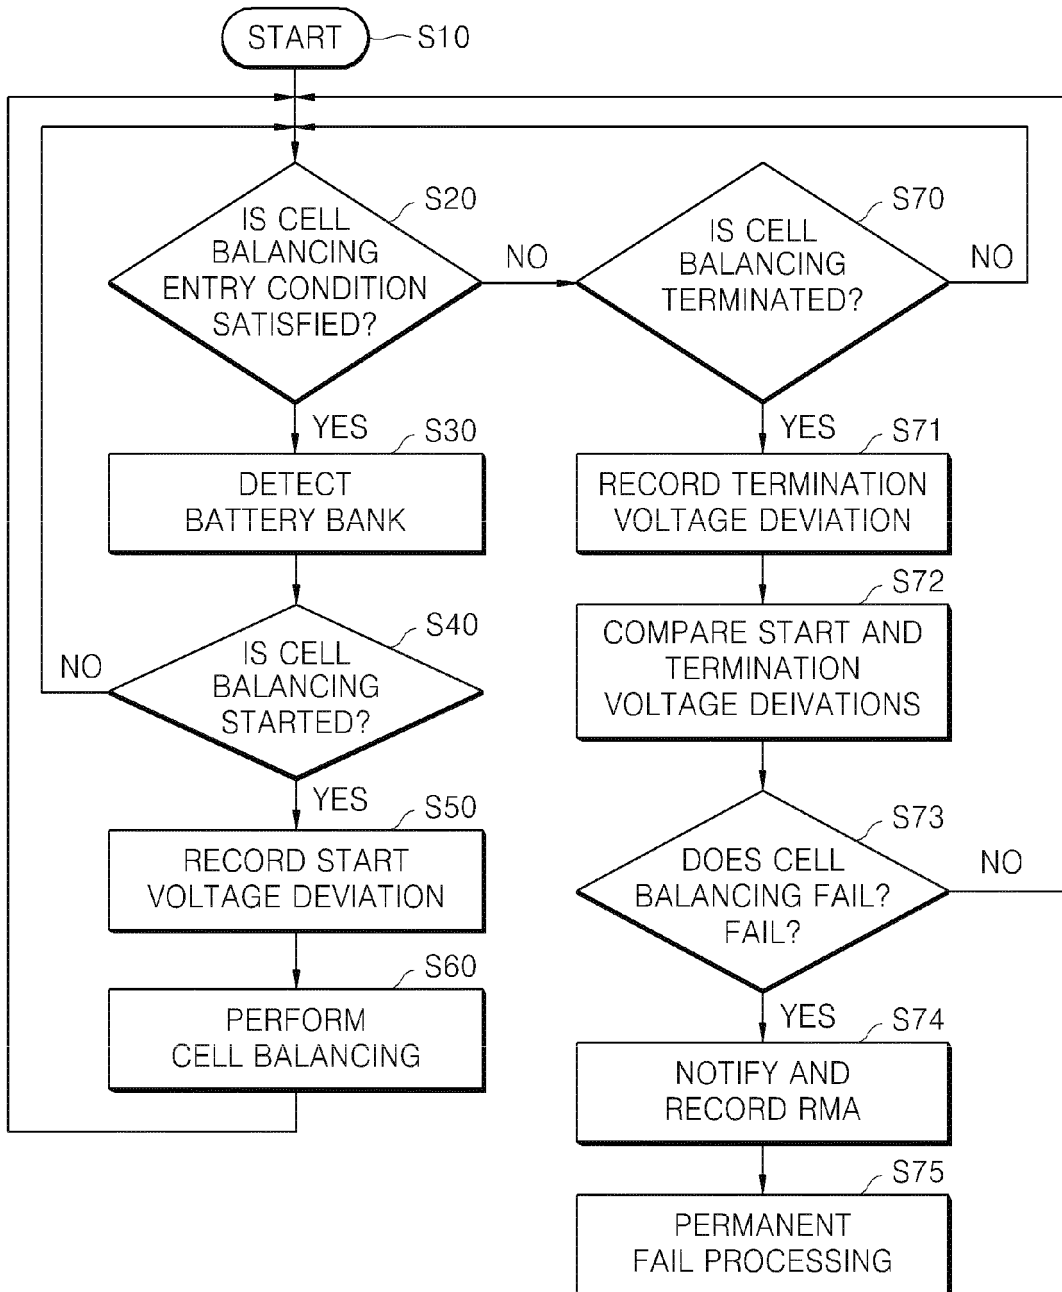 START
S10
S20
IS CELL
BALANCING
ENTRY CONDITION
SATISFIED?
NO
S70
IS CELL
BALANCING
TERMINATED?
NO
YES
S30
DETECT
BATTERY BANK
YES
S71
RECORD TERMINATION
VOLTAGE DEVIATION
S40
IS CELL
BALANCING
STARTED?
NO
S72
COMPARE START AND
TERMINATION
VOLTAGE DEIVATIONS
YES
S50
RECORD START
VOLTAGE DEVIATION
S73
DOES CELL
BALANCING FAIL?
FAIL?
NO
S60
PERFORM
CELL BALANCING
YES
S74
NOTIFY AND
RECORD RMA
S75
PERMANENT
FAIL PROCESSING